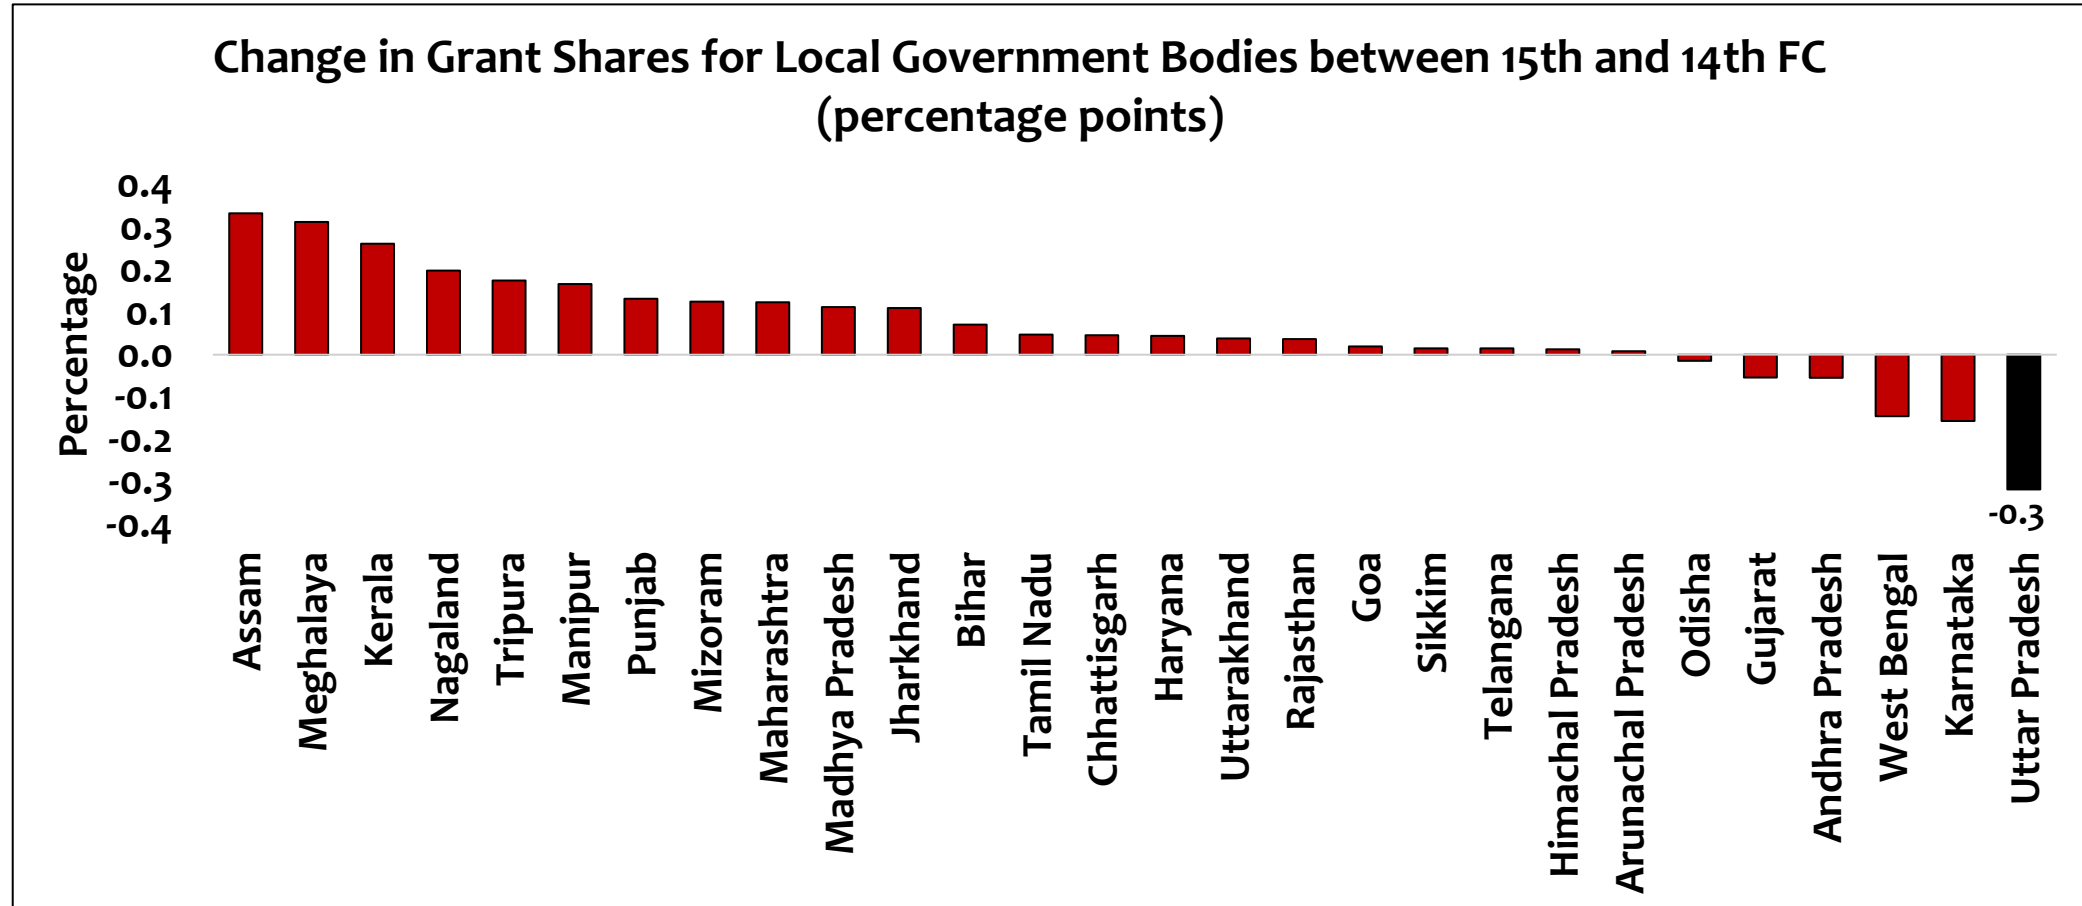 Change in Grant Shares for Local Government Bodies between 15th and 14th FC
(percentage points)
Percentage
0.4
0.3
0.2
0.1
0.0
-0.1
-0.2
-0.3
-0.4
-0.3
Assam
Meghalaya
Kerala
Nagaland
Tripura
Manipur
Punjab
Mizoram
Maharashtra
Madhya Pradesh
Jharkhand
Bihar
Tamil Nadu
Chhattisgarh
Haryana
Uttarakhand
Rajasthan
Goa
Sikkim
Telangana
Himachal Pradesh
Arunachal Pradesh
Odisha
Gujarat
Andhra Pradesh
West Bengal
Karnataka
Uttar Pradesh